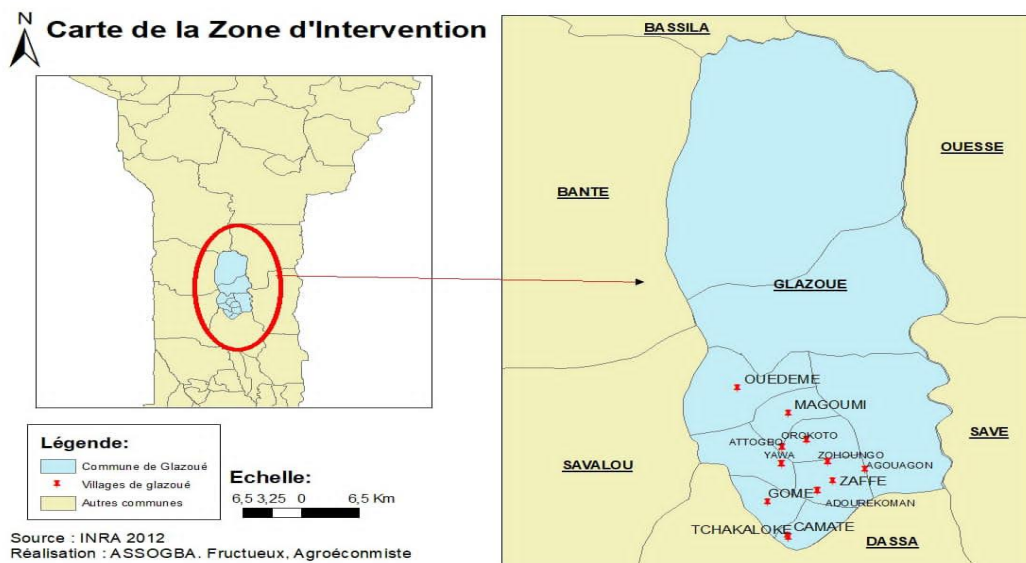 N
Carte de la Zone d'Intervention
Légende:
Commune de Glazoué
Villages de glazoué
Autres communes
Echelle:
6,5 3,25 0 6,5 Km
Source : INRA 2012
Réalisation : ASSOGBA. Fructueux, Agroéconmiste
BASSILA
OUESSE
BANTE
GLAZOUE
OUEDEME
MAGOUMI
OROKOTO
ATTOGBO
SAVE
YAWA
ZOHOUNGO
SAVALOU
AGOUAGON
ZAFFE
GOME
ADOUREKOMAN
TCHAKALOKE
CAMATE
DASSA